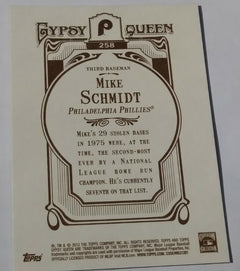 GYPSY QUEEN
P
258
THIRD BASEMAN
MIKE
SCHMIDT
PHILADELPHIA PHILLIES®
MIKE'S 29 STOLEN BASES
IN 1975 WERE, AT THE
TIME, THE SECOND-MOST
EVER BY A NATIONAL
LEAGUE HOME RUN
CHAMPION. HE'S CURRENTLY
SEVENTH ON THAT LIST.
TOPPS